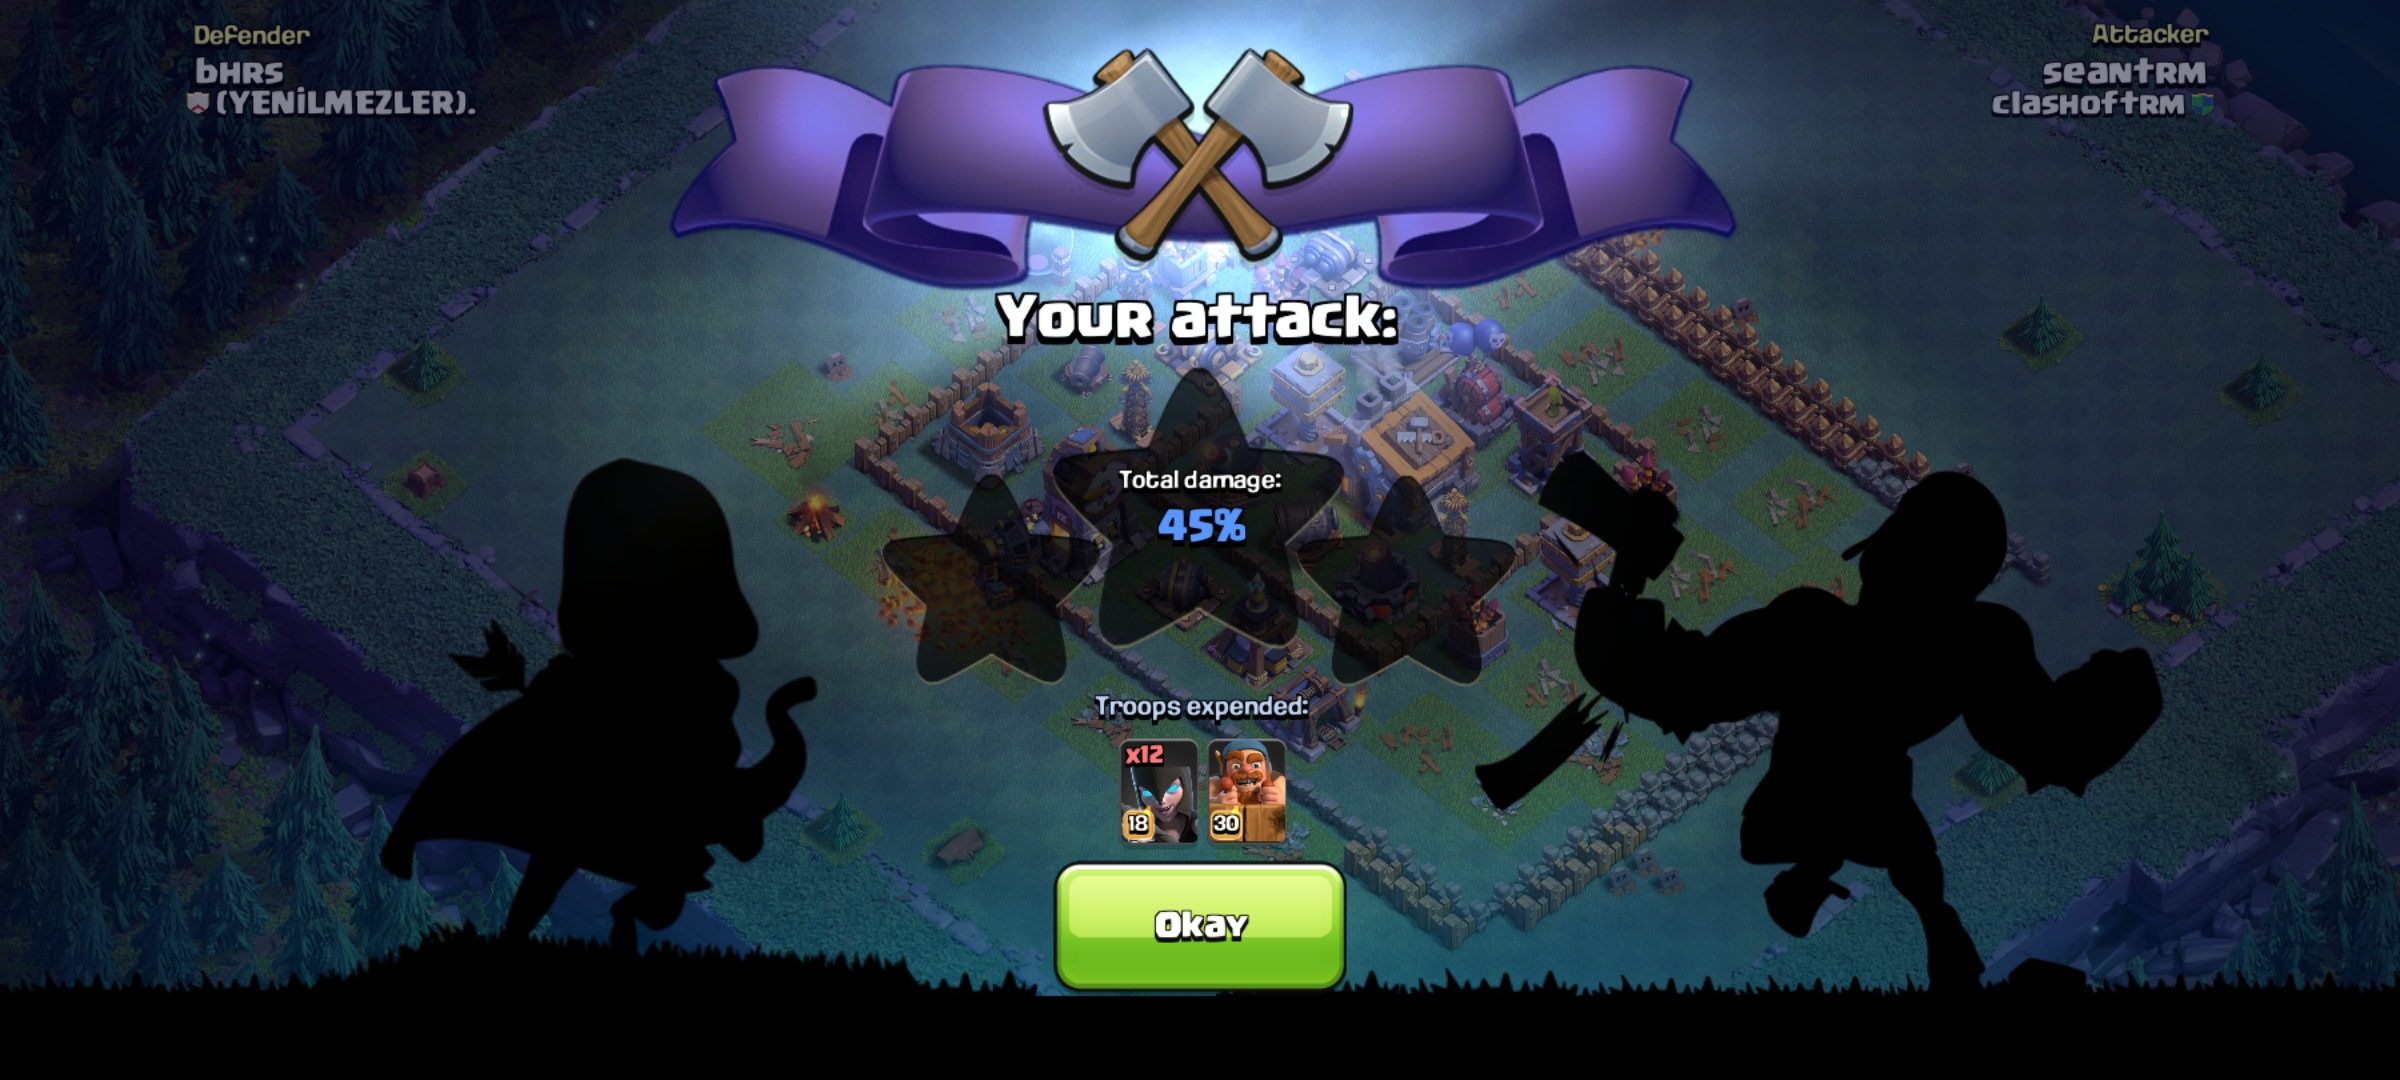 Defender
bHRS
(YENİLMEZLER).
Attacker
seantRM
clashoftRM
Your attack:
Total damage:
45%
Troops expended:
x12
18
30
Okay